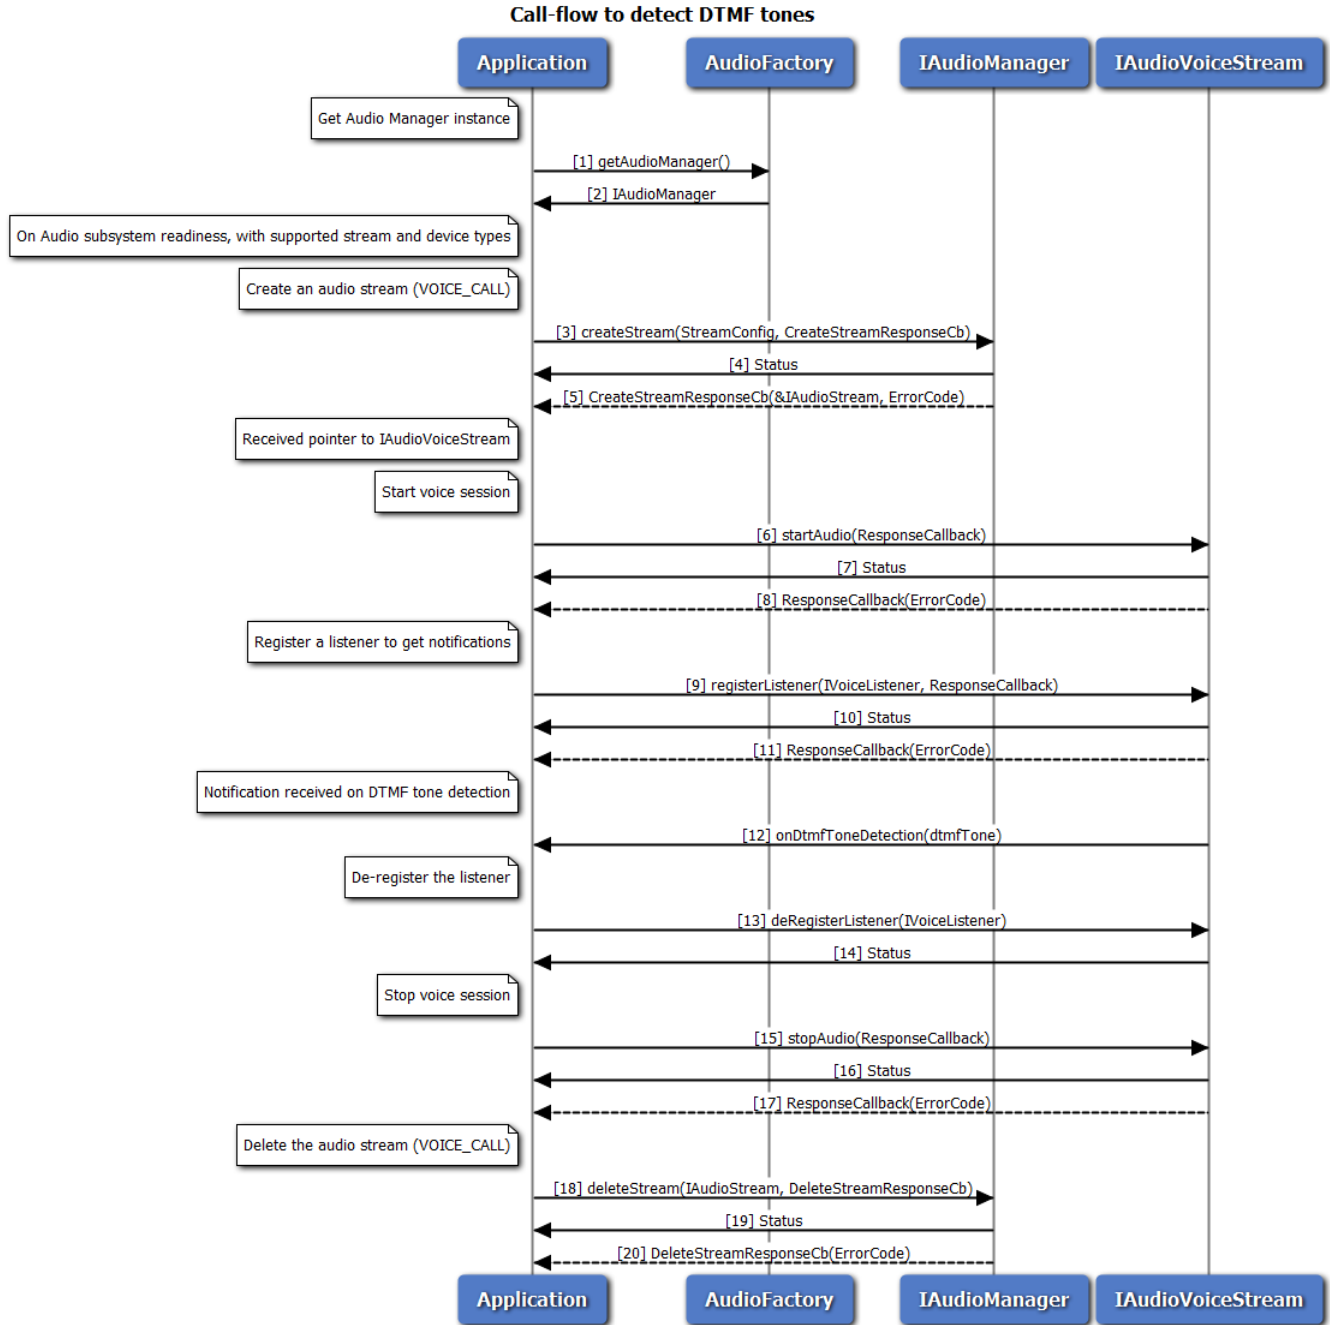 Call-flow to detect DTMF tones
Application
AudioFactory
IAudioManager
IAudioVoiceStream
Get Audio Manager instance
[1] getAudioManager()
[2] IAudioManager
On Audio subsystem readiness, with supported stream and device types
Create an audio stream (VOICE_CALL)
[3] createStream(StreamConfig, CreateStreamResponseCb)
[4] Status
[5] CreateStreamResponseCb(&IAudioStream, ErrorCode)
Received pointer to IAudioVoiceStream
Start voice session
[6] startAudio(ResponseCallback)
[7] Status
[8] ResponseCallback(ErrorCode)
Register a listener to get notifications
[9] registerListener(IVoiceListener, ResponseCallback)
[10] Status
[11] ResponseCallback(ErrorCode)
Notification received on DTMF tone detection
[12] onDtmfToneDetection(dtmfTone)
De-register the listener
[13] deRegisterListener(IVoiceListener)
[14] Status
Stop voice session
[15] stopAudio(ResponseCallback)
[16] Status
[17] ResponseCallback(ErrorCode)
Delete the audio stream (VOICE_CALL)
[18] deleteStream(IAudioStream, DeleteStreamResponseCb)
[19] Status
[20] DeleteStreamResponseCb(ErrorCode)
Application
AudioFactory
IAudioManager
IAudioVoiceStream